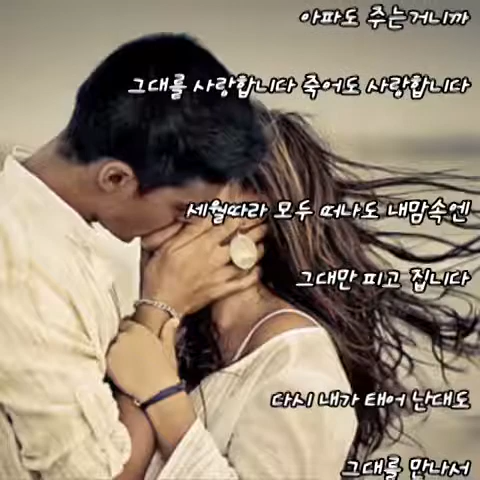 아파도 주는거니까
그대를 사랑합니다 죽어도 사랑합니다
세월따라 모두 떠나도 내맘속엔
그대만 피고 집니다
다시 내가 태어 난대도
그대를 만나서